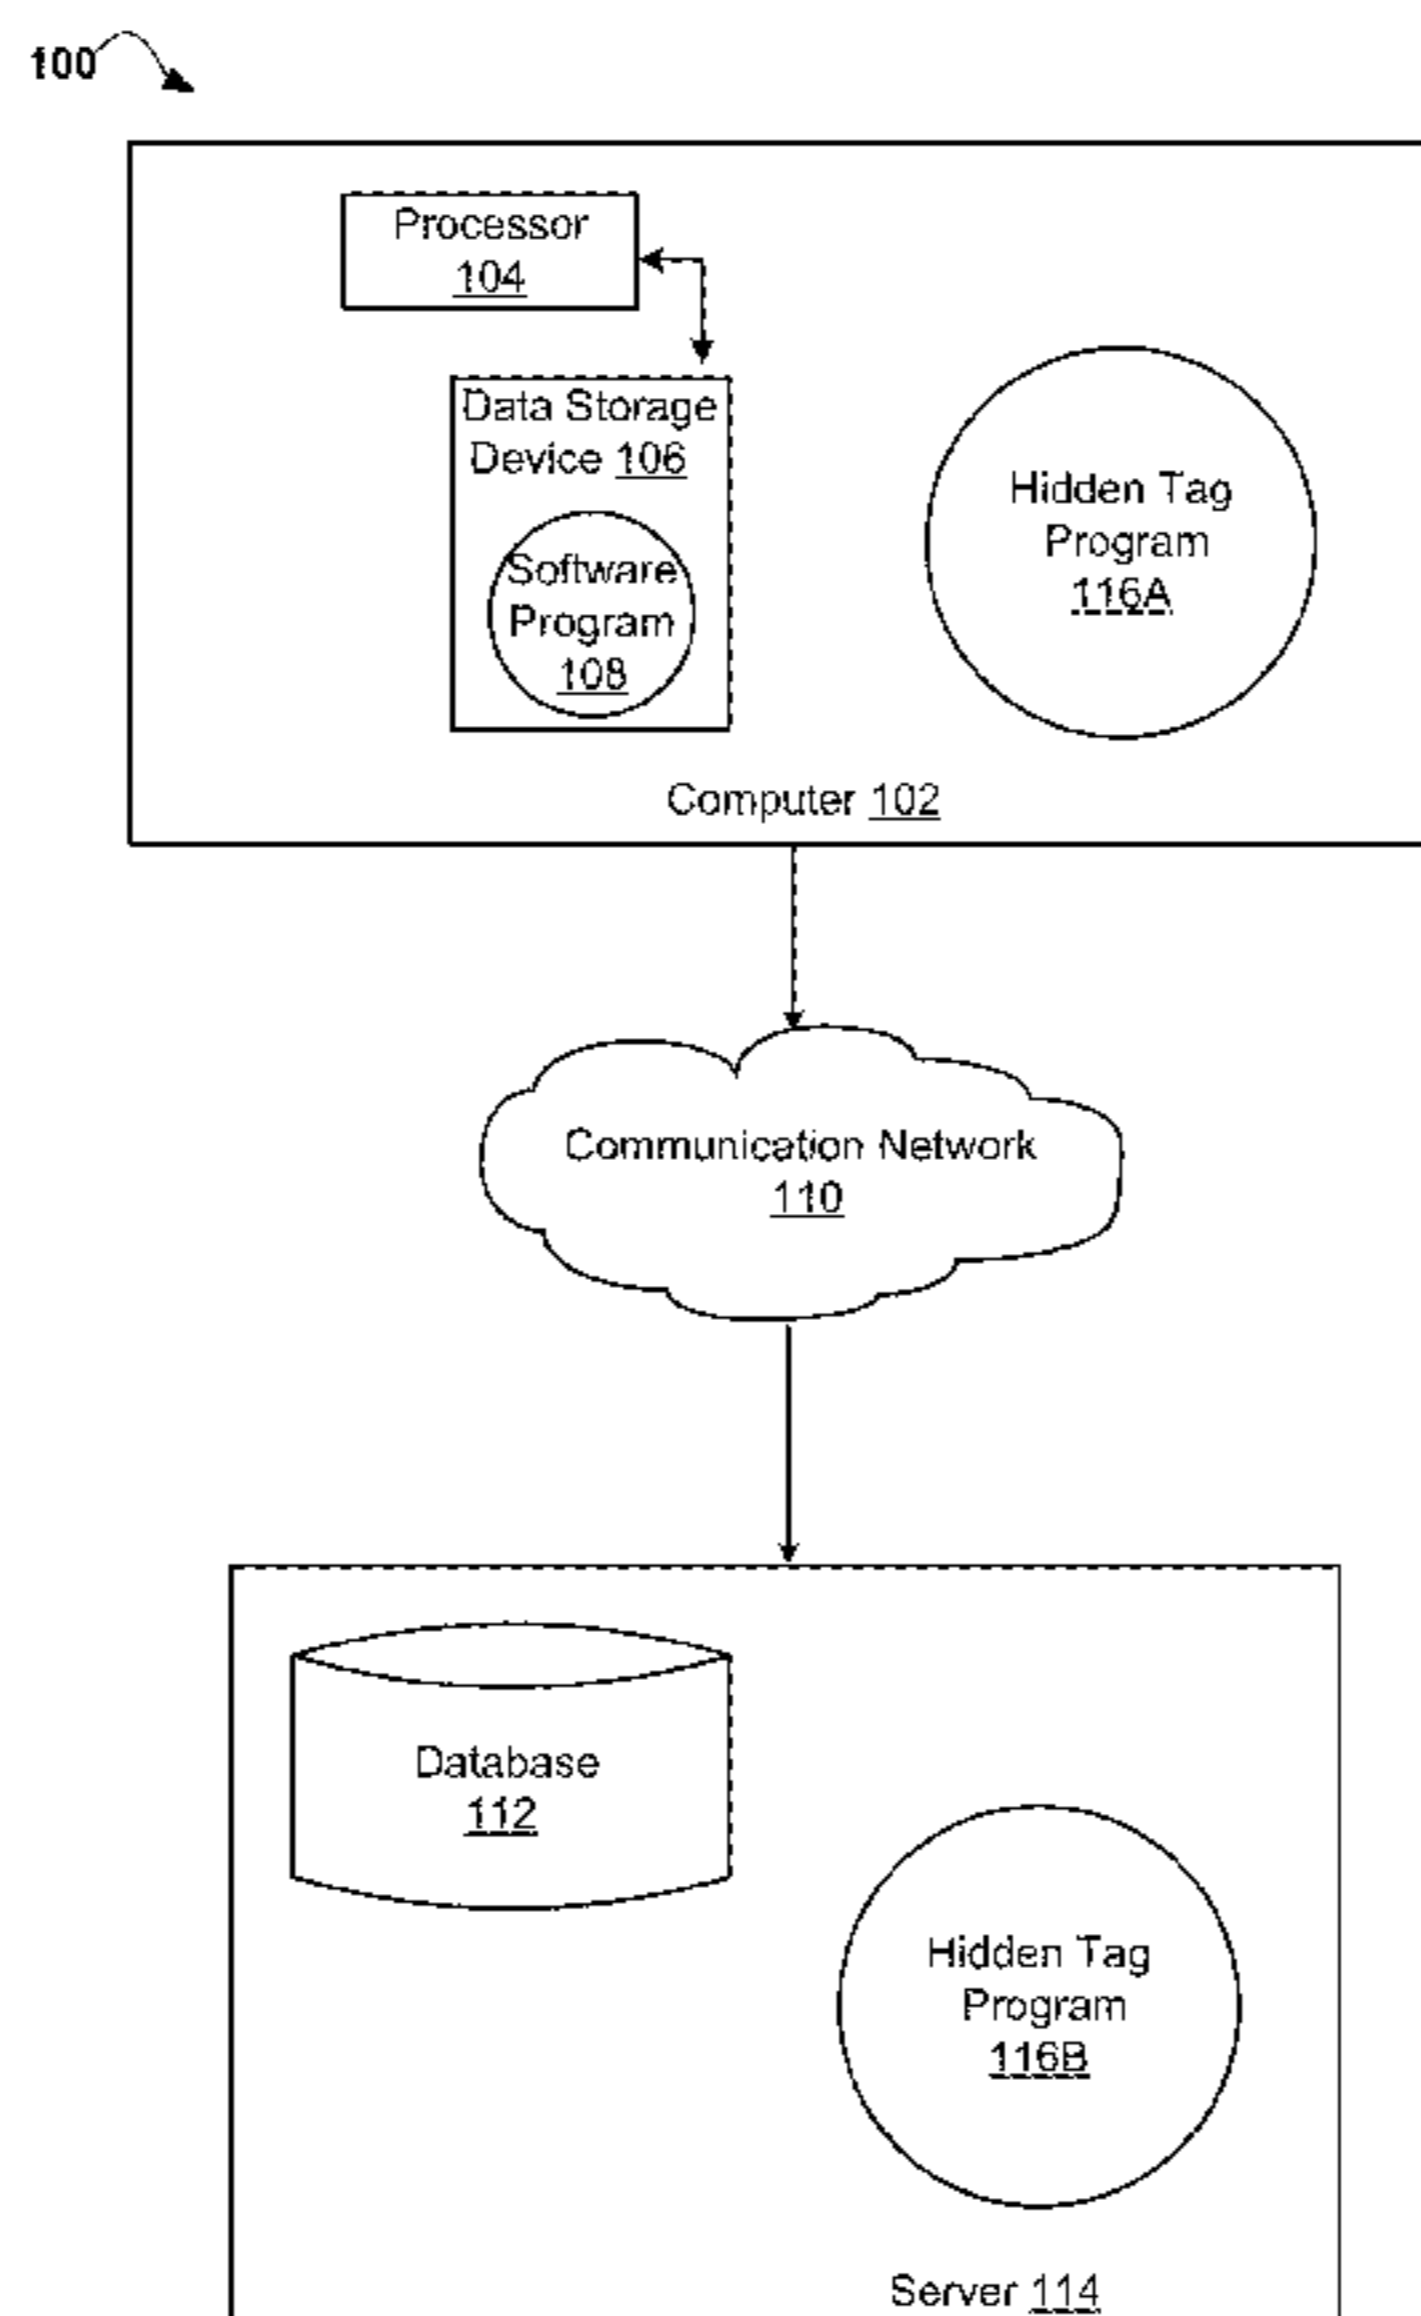 100
Processor
104
Data Storage
Device 106
Software
Program
108
Hidden Tag
Program
116A
Computer 102
Communication Network
110
Database
112
Hidden Tag
Program
116B
Server 114